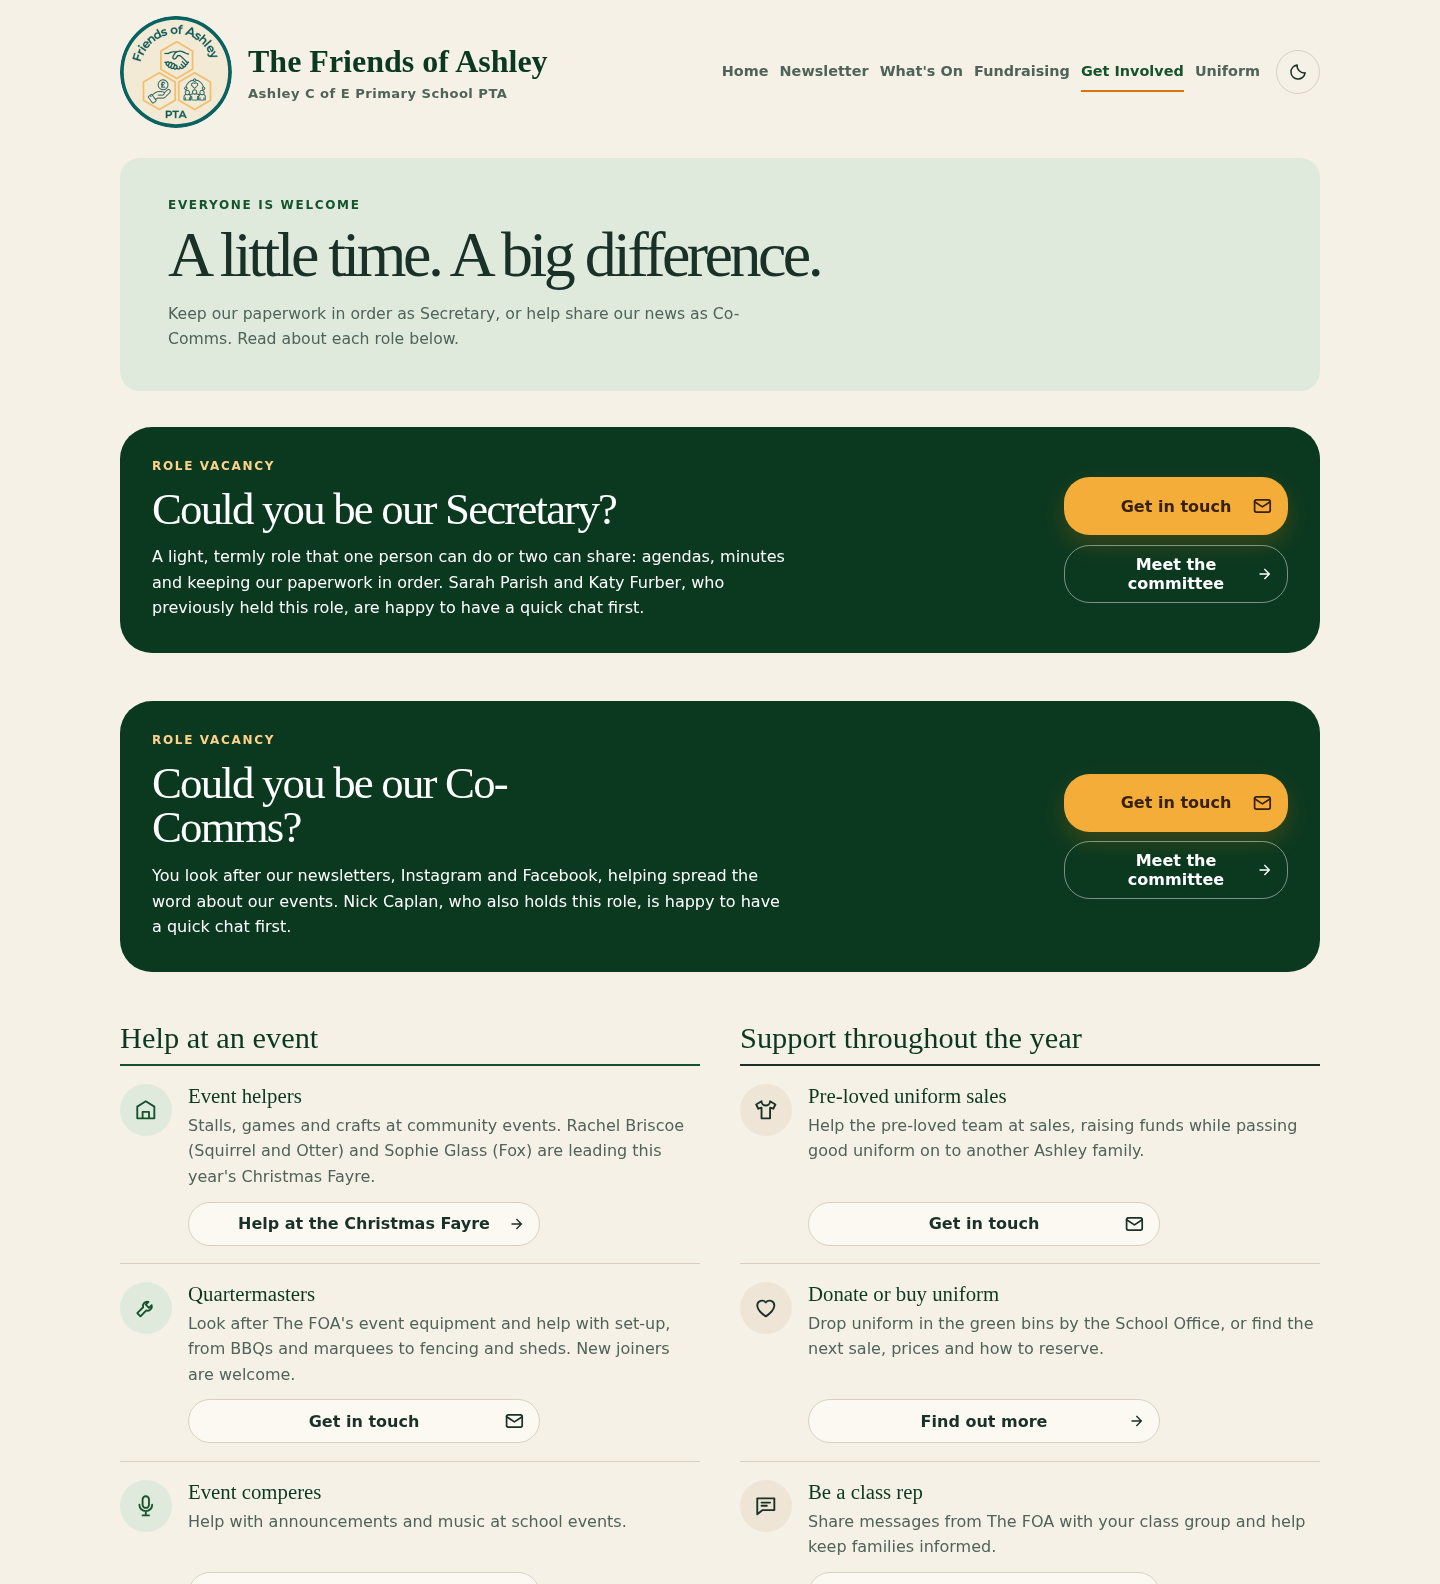 Friends of Ashley
PTA
The Friends of Ashley
Ashley C of E Primary School PTA
Home Newsletter What's On Fundraising Get Involved Uniform
EVERYONE IS WELCOME
A little time. A big difference.
Keep our paperwork in order as Secretary, or help share our news as Co-
Comms. Read about each role below.
ROLE VACANCY
Could you be our Secretary?
A light, termly role that one person can do or two can share: agendas, minutes
and keeping our paperwork in order. Sarah Parish and Katy Furber, who
previously held this role, are happy to have a quick chat first.
Get in touch
Meet the
committee
ROLE VACANCY
Could you be our Co-
Comms?
You look after our newsletters, Instagram and Facebook, helping spread the
word about our events. Nick Caplan, who also holds this role, is happy to have
a quick chat first.
Get in touch
Meet the
committee
Help at an event
Event helpers
Stalls, games and crafts at community events. Rachel Briscoe
(Squirrel and Otter) and Sophie Glass (Fox) are leading this
year's Christmas Fayre.
Help at the Christmas Fayre
Quartermasters
Look after The FOA's event equipment and help with set-up,
from BBQs and marquees to fencing and sheds. New joiners
are welcome.
Get in touch
Event comperes
Help with announcements and music at school events.
Support throughout the year
Pre-loved uniform sales
Help the pre-loved team at sales, raising funds while passing
good uniform on to another Ashley family.
Get in touch
Donate or buy uniform
Drop uniform in the green bins by the School Office, or find the
next sale, prices and how to reserve.
Find out more
Be a class rep
Share messages from The FOA with your class group and help
keep families informed.